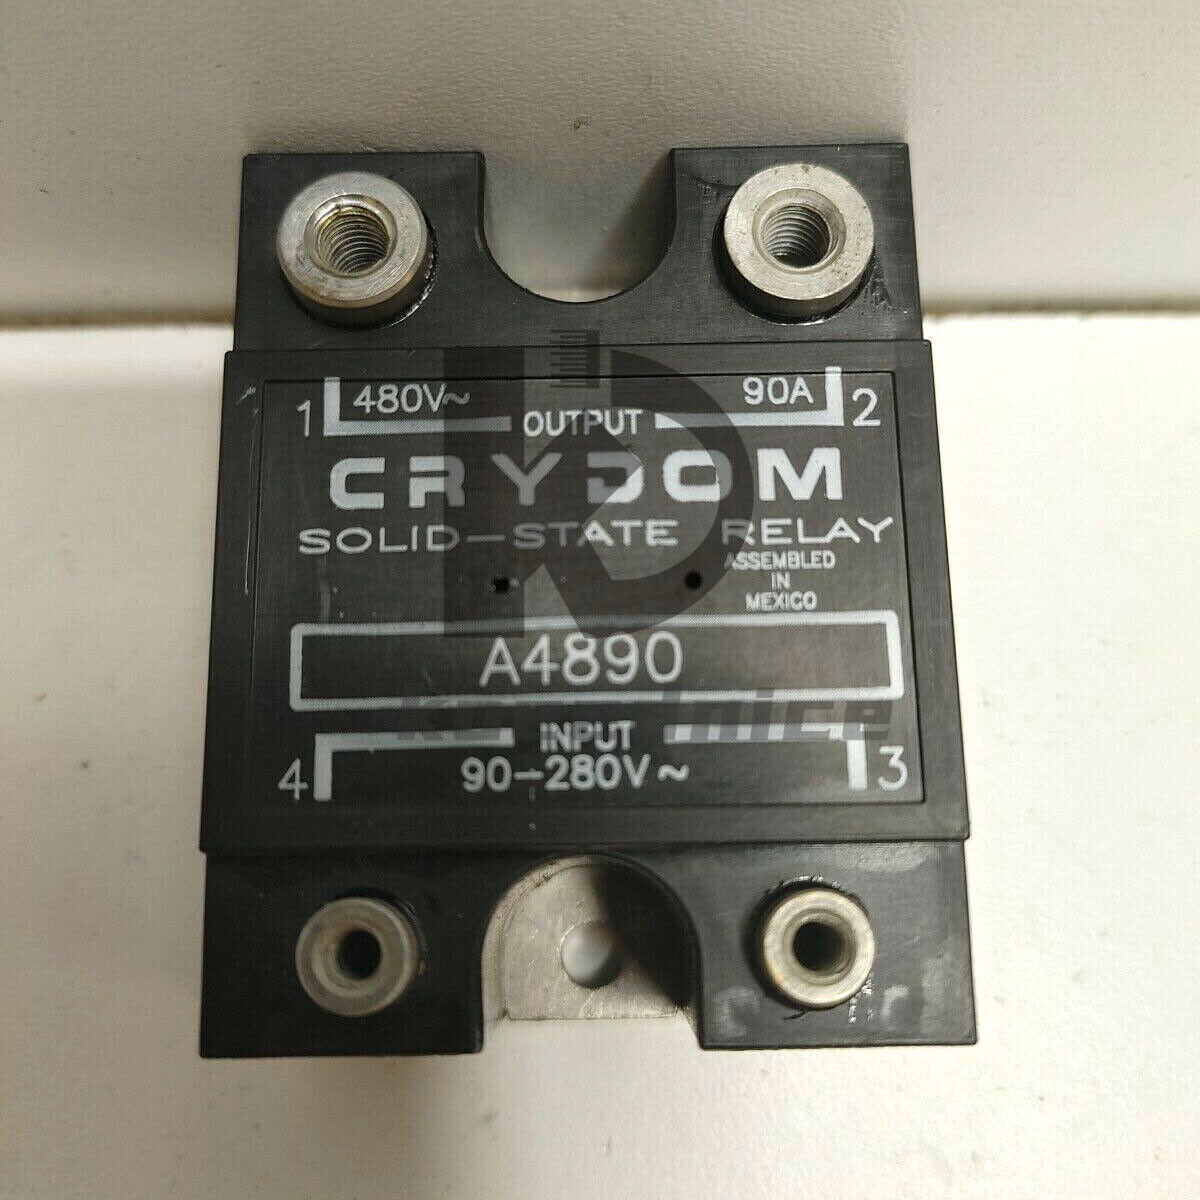 1 480V~ 90A 2
OUTPUT
CRYDOM
SOLID-STATE RELAY
ASSEMBLED
IN
MEXICO
A4890
INPUT
4 90-280V~ 3